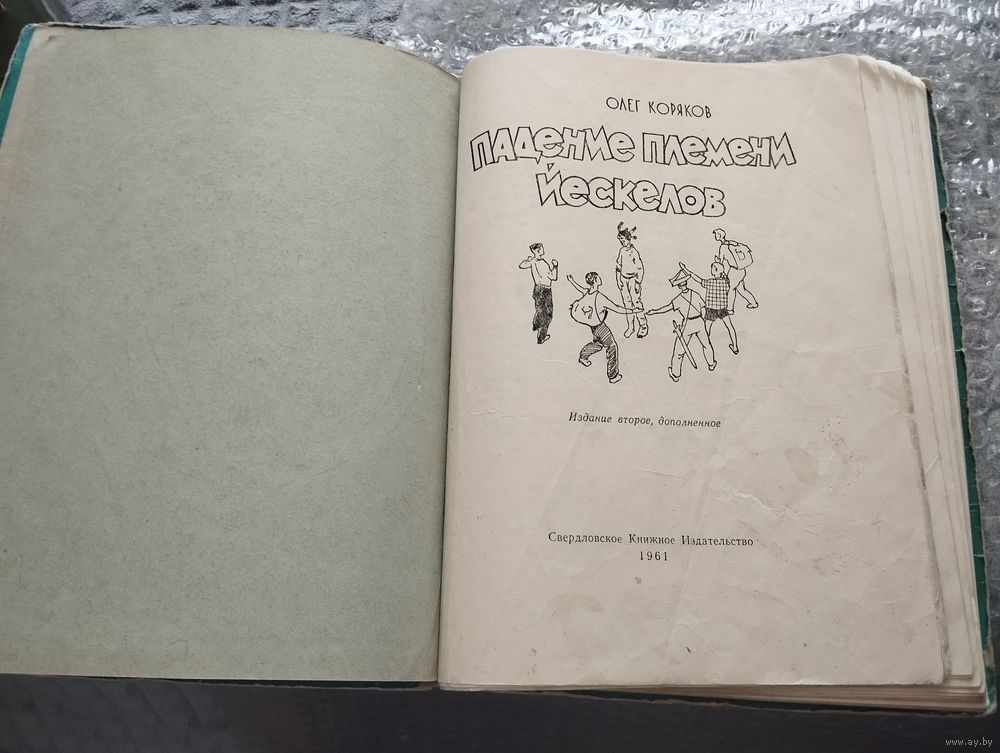 ОЛЕГ КОРЯКОВ
ПАДЕНИЕ ПЛЕМЕНИ
ЙЕСКЕЛОВ
Издание второе, дополненное
Свердловское Книжное Издательство
1961
www.ay.by